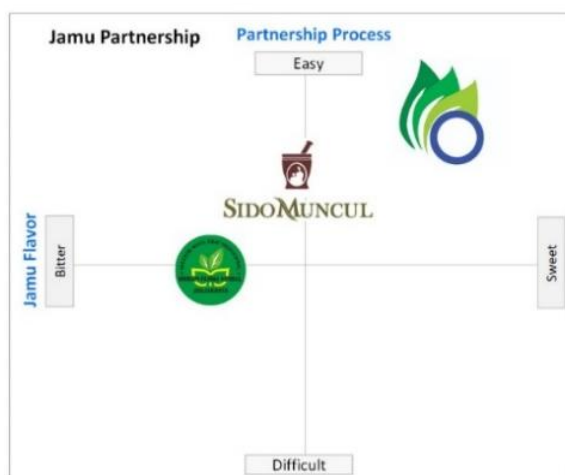 Jamu Partnership
Partnership Process
Easy
SIDOMUNCUL
Jamu Flavor
Bitter
Sweet
Difficult